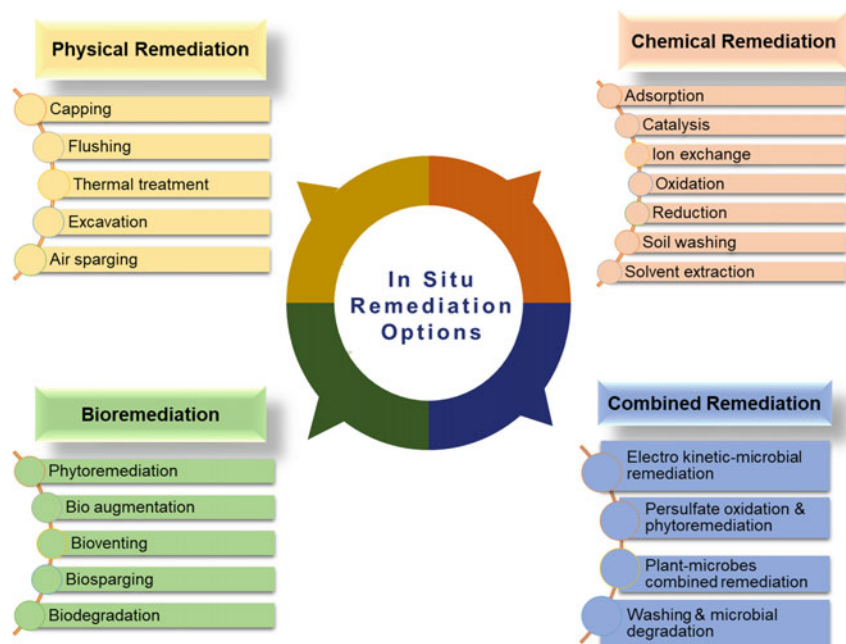 Physical Remediation
Capping
Flushing
Thermal treatment
Excavation
Air sparging
Chemical Remediation
Adsorption
Catalysis
Ion exchange
Oxidation
Reduction
Soil washing
Solvent extraction
In Situ
Remediation
Options
Bioremediation
Phytoremediation
Bio augmentation
Bioventing
Biosparging
Biodegradation
Combined Remediation
Electro kinetic-microbial
remediation
Persulfate oxidation &
phytoremediation
Plant-microbes
combined remediation
Washing & microbial
degradation